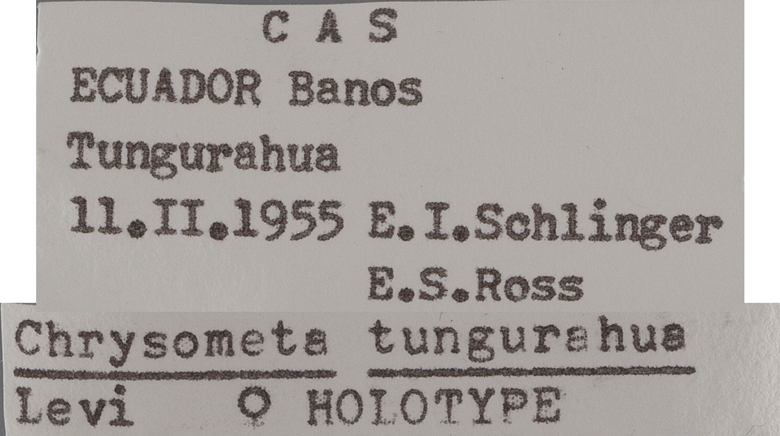 C A S
ECUADOR Banos
Tungurahua
11.II.1955 E.I.Schlinger
E.S.Ross
Chrysometa tungurahua
Levi ♀ HOLOTYPE